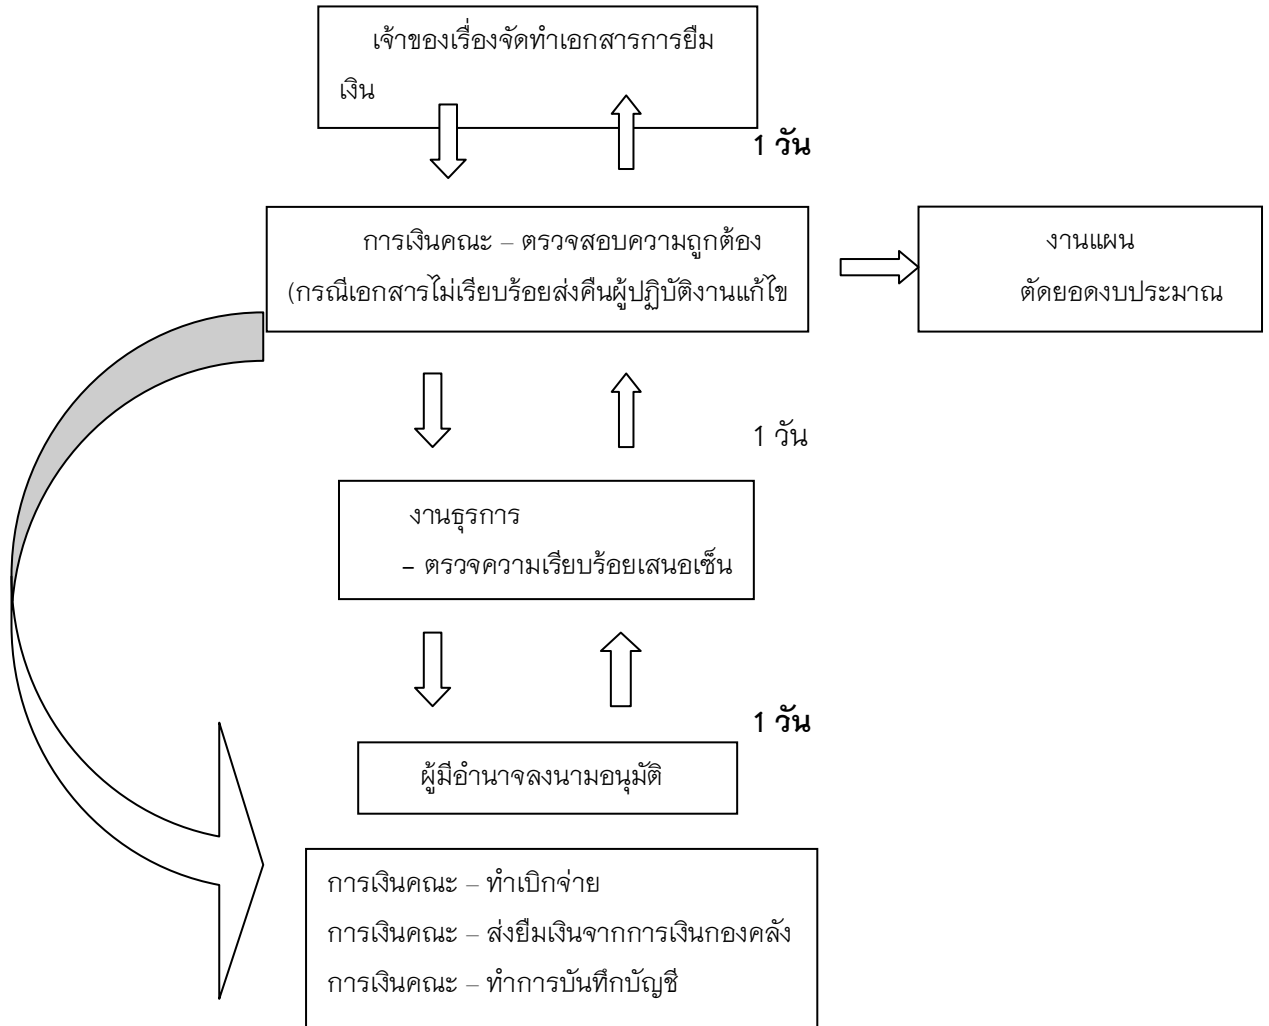 เจ้าของเรื่องจัดทำเอกสารการยืม
เงิน
1 วัน
การเงินคณะ – ตรวจสอบความถูกต้อง
(กรณีเอกสารไม่เรียบร้อยส่งคืนผู้ปฏิบัติงานแก้ไข
งานแผน
ตัดยอดงบประมาณ
1 วัน
งานธุรการ
– ตรวจความเรียบร้อยเสนอเซ็น
1 วัน
ผู้มีอำนาจลงนามอนุมัติ
การเงินคณะ – ทำเบิกจ่าย
การเงินคณะ – ส่งยืมเงินจากการเงินกองคลัง
การเงินคณะ – ทำการบันทึกบัญชี